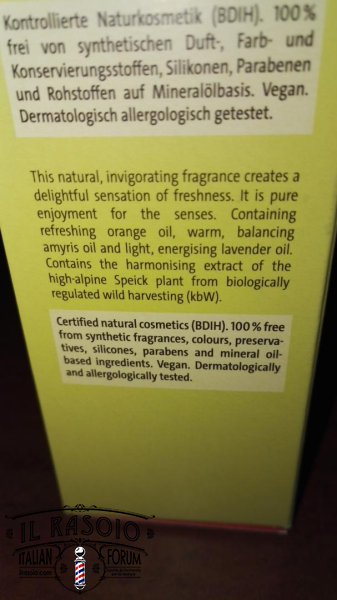 Kontrollierte Naturkosmetik (BDIH). 100%
frei von synthetischen Duft-, Farb- und
Konservierungsstoffen, Silikonen, Parabenen
und Rohstoffen auf Mineralölbasis. Vegan.
Dermatologisch allergologisch getestet.
This natural, invigorating fragrance creates a
delightful sensation of freshness. It is pure
enjoyment for the senses. Containing
refreshing orange oil, warm, balancing
amyris oil and light, energising lavender oil.
Contains the harmonising extract of the
high-alpine Speick plant from biologically
regulated wild harvesting (kbW).
Certified natural cosmetics (BDIH). 100% free
from synthetic fragrances, colours, preserva-
tives, silicones, parabens and mineral oil-
based ingredients. Vegan. Dermatologically
and allergologically tested.
IL RASOIO
ITALIAN FORUM